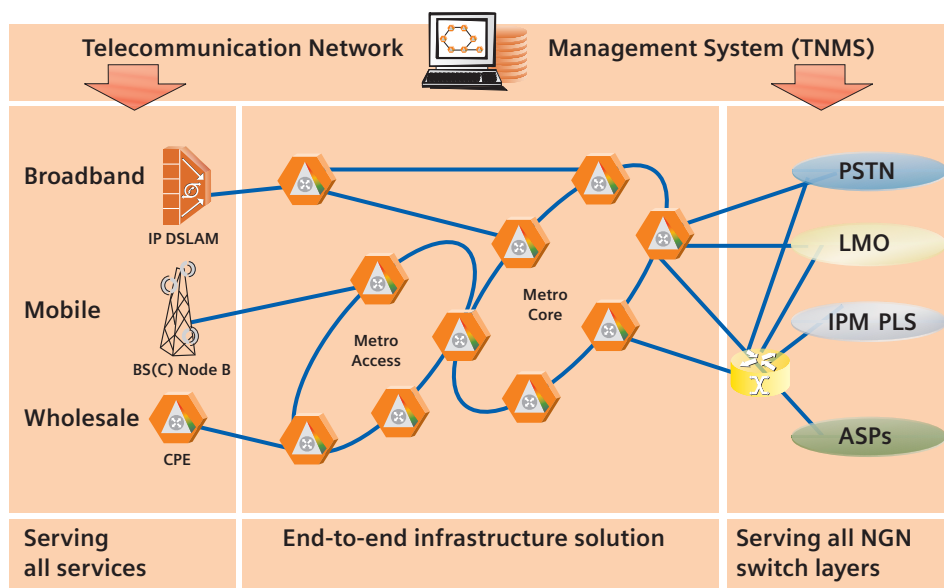 Telecommunication Network Management System (TNMS)
Broadband
IP DSLAM
Mobile
BS(C) Node B
Wholesale
CPE
Metro
Access
Metro
Core
PSTN
LMO
IPM PLS
ASPs
Serving
all services
End-to-end infrastructure solution
Serving all NGN
switch layers